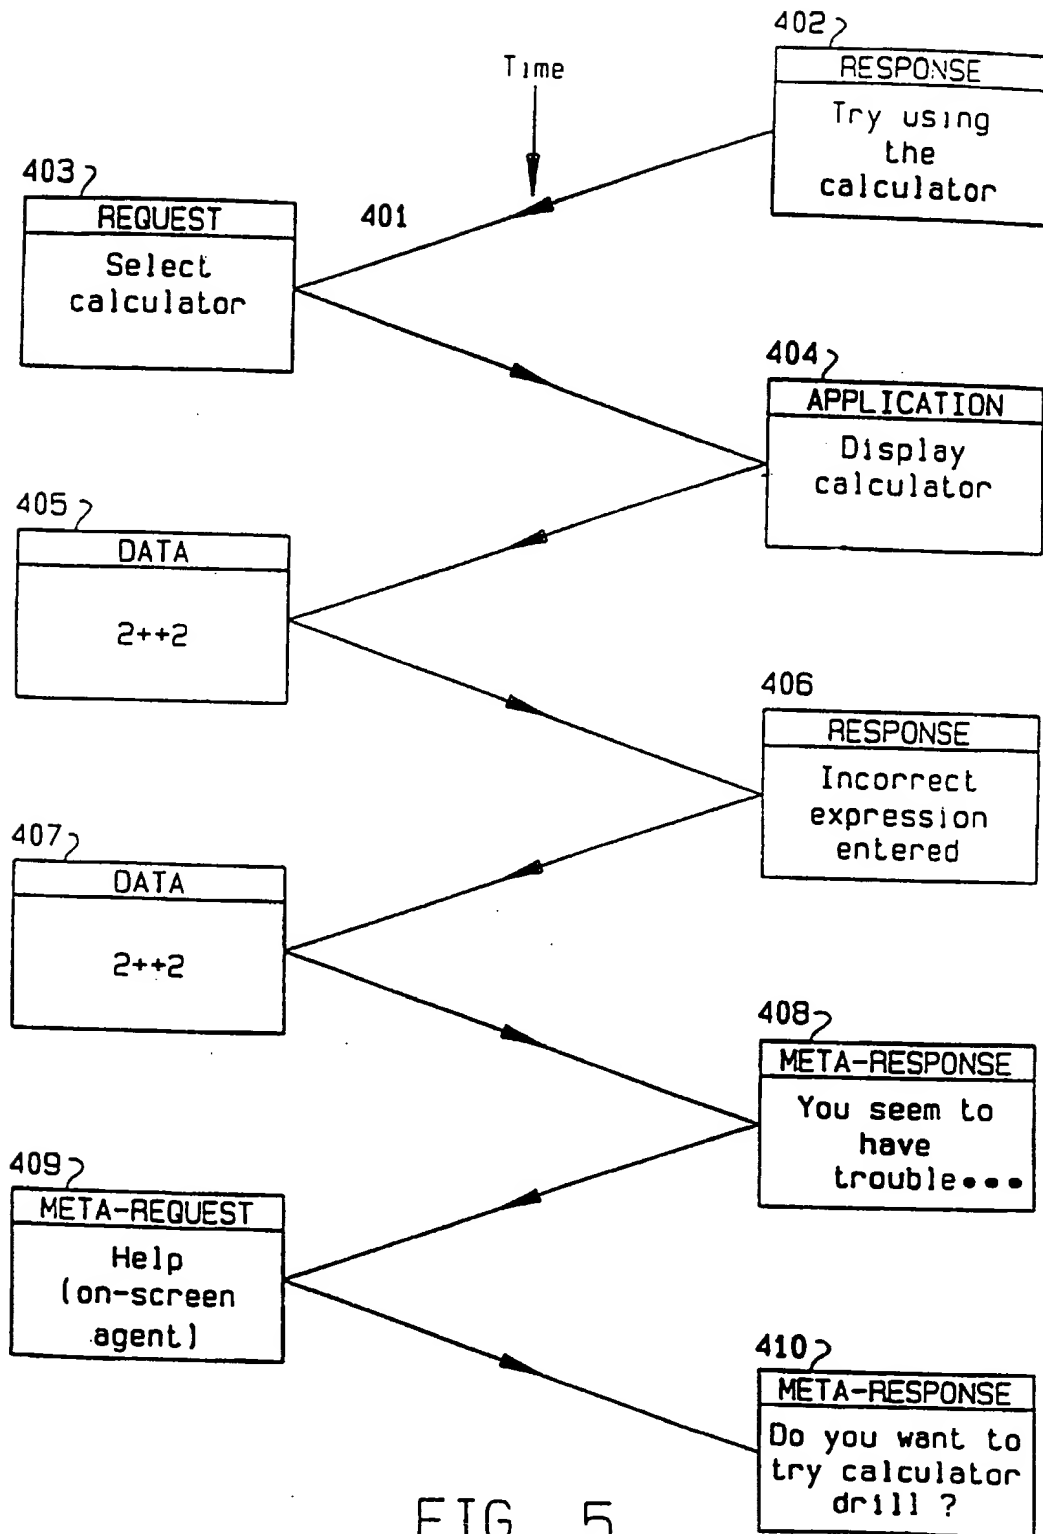 402
RESPONSE
Try using
the
calculator
Time
403
REQUEST
Select
calculator
401
404
APPLICATION
Display
calculator
405
DATA
2++2
406
RESPONSE
Incorrect
expression
entered
407
DATA
2++2
408
META-RESPONSE
You seem to
have
trouble•••
409
META-REQUEST
Help
(on-screen
agent)
410
META-RESPONSE
Do you want to
try calculator
drill ?
FIG. 5